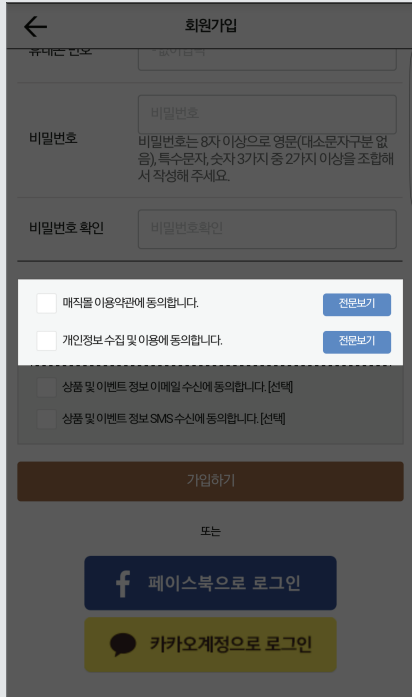 회원가입
휴대폰 번호
비밀번호
비밀번호
비밀번호는 8자 이상으로 영문(대소문자구분 없
음), 특수문자, 숫자 3가지 중 2가지 이상을 조합해
서 작성해 주세요.
비밀번호 확인
비밀번호확인
매직몰 이용약관에 동의합니다.
전문보기
개인정보 수집 및 이용에 동의합니다.
전문보기
상품 및 이벤트 정보 이메일 수신에 동의합니다. [선택]
상품 및 이벤트 정보 SMS 수신에 동의합니다. [선택]
가입하기
또는
페이스북으로 로그인
카카오계정으로 로그인